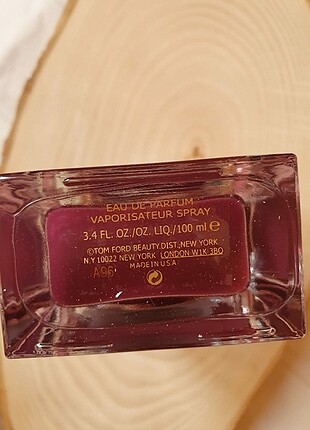 EAU DE PARFUM
VAPORISATEUR SPRAY
3.4 FL. OZ./OZ. LIQ./100 ml ℮
©TOM FORD BEAUTY.DIST., NEW YORK
N.Y.10022 NEW YORK LONDON W1K 3BQ
MADE IN U.S.A.
A96